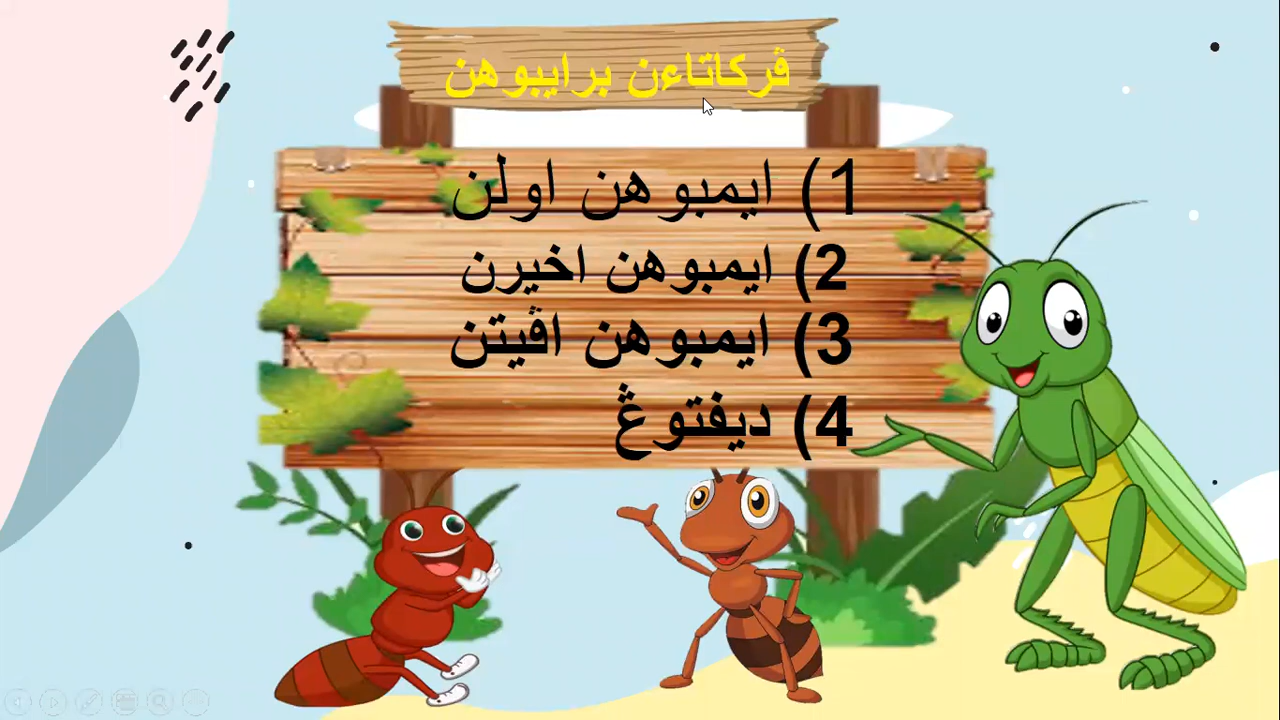 ڤركاتاءن برايبوهن
1) ايمبوهن اولن
2) ايمبوهن اخيرن
3) ايمبوهن اڤيتن
4) ديفتوڠ